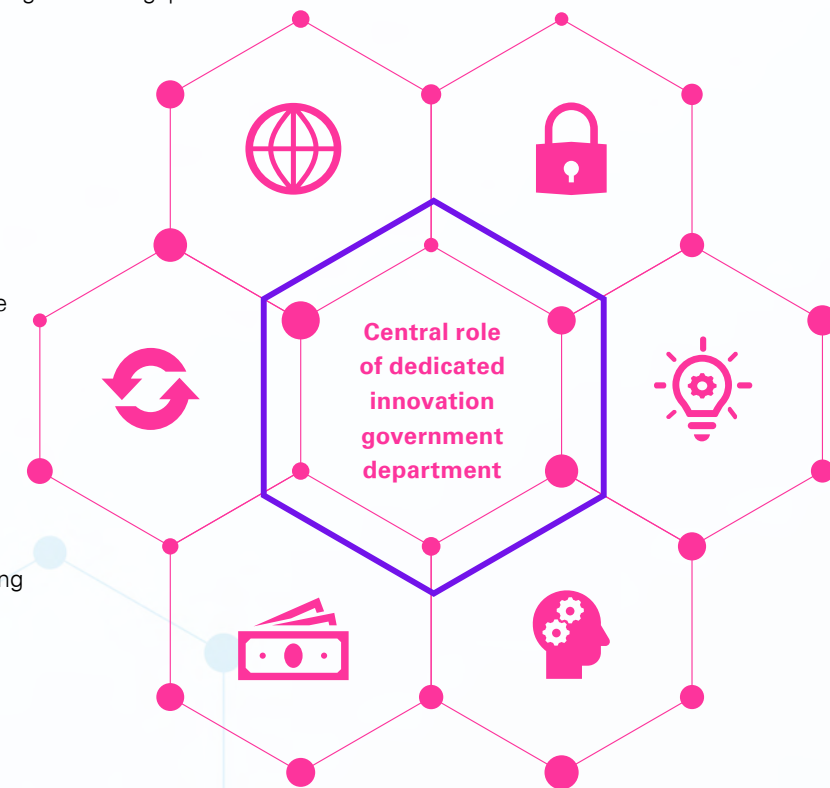 Central role
of dedicated
innovation
government
department